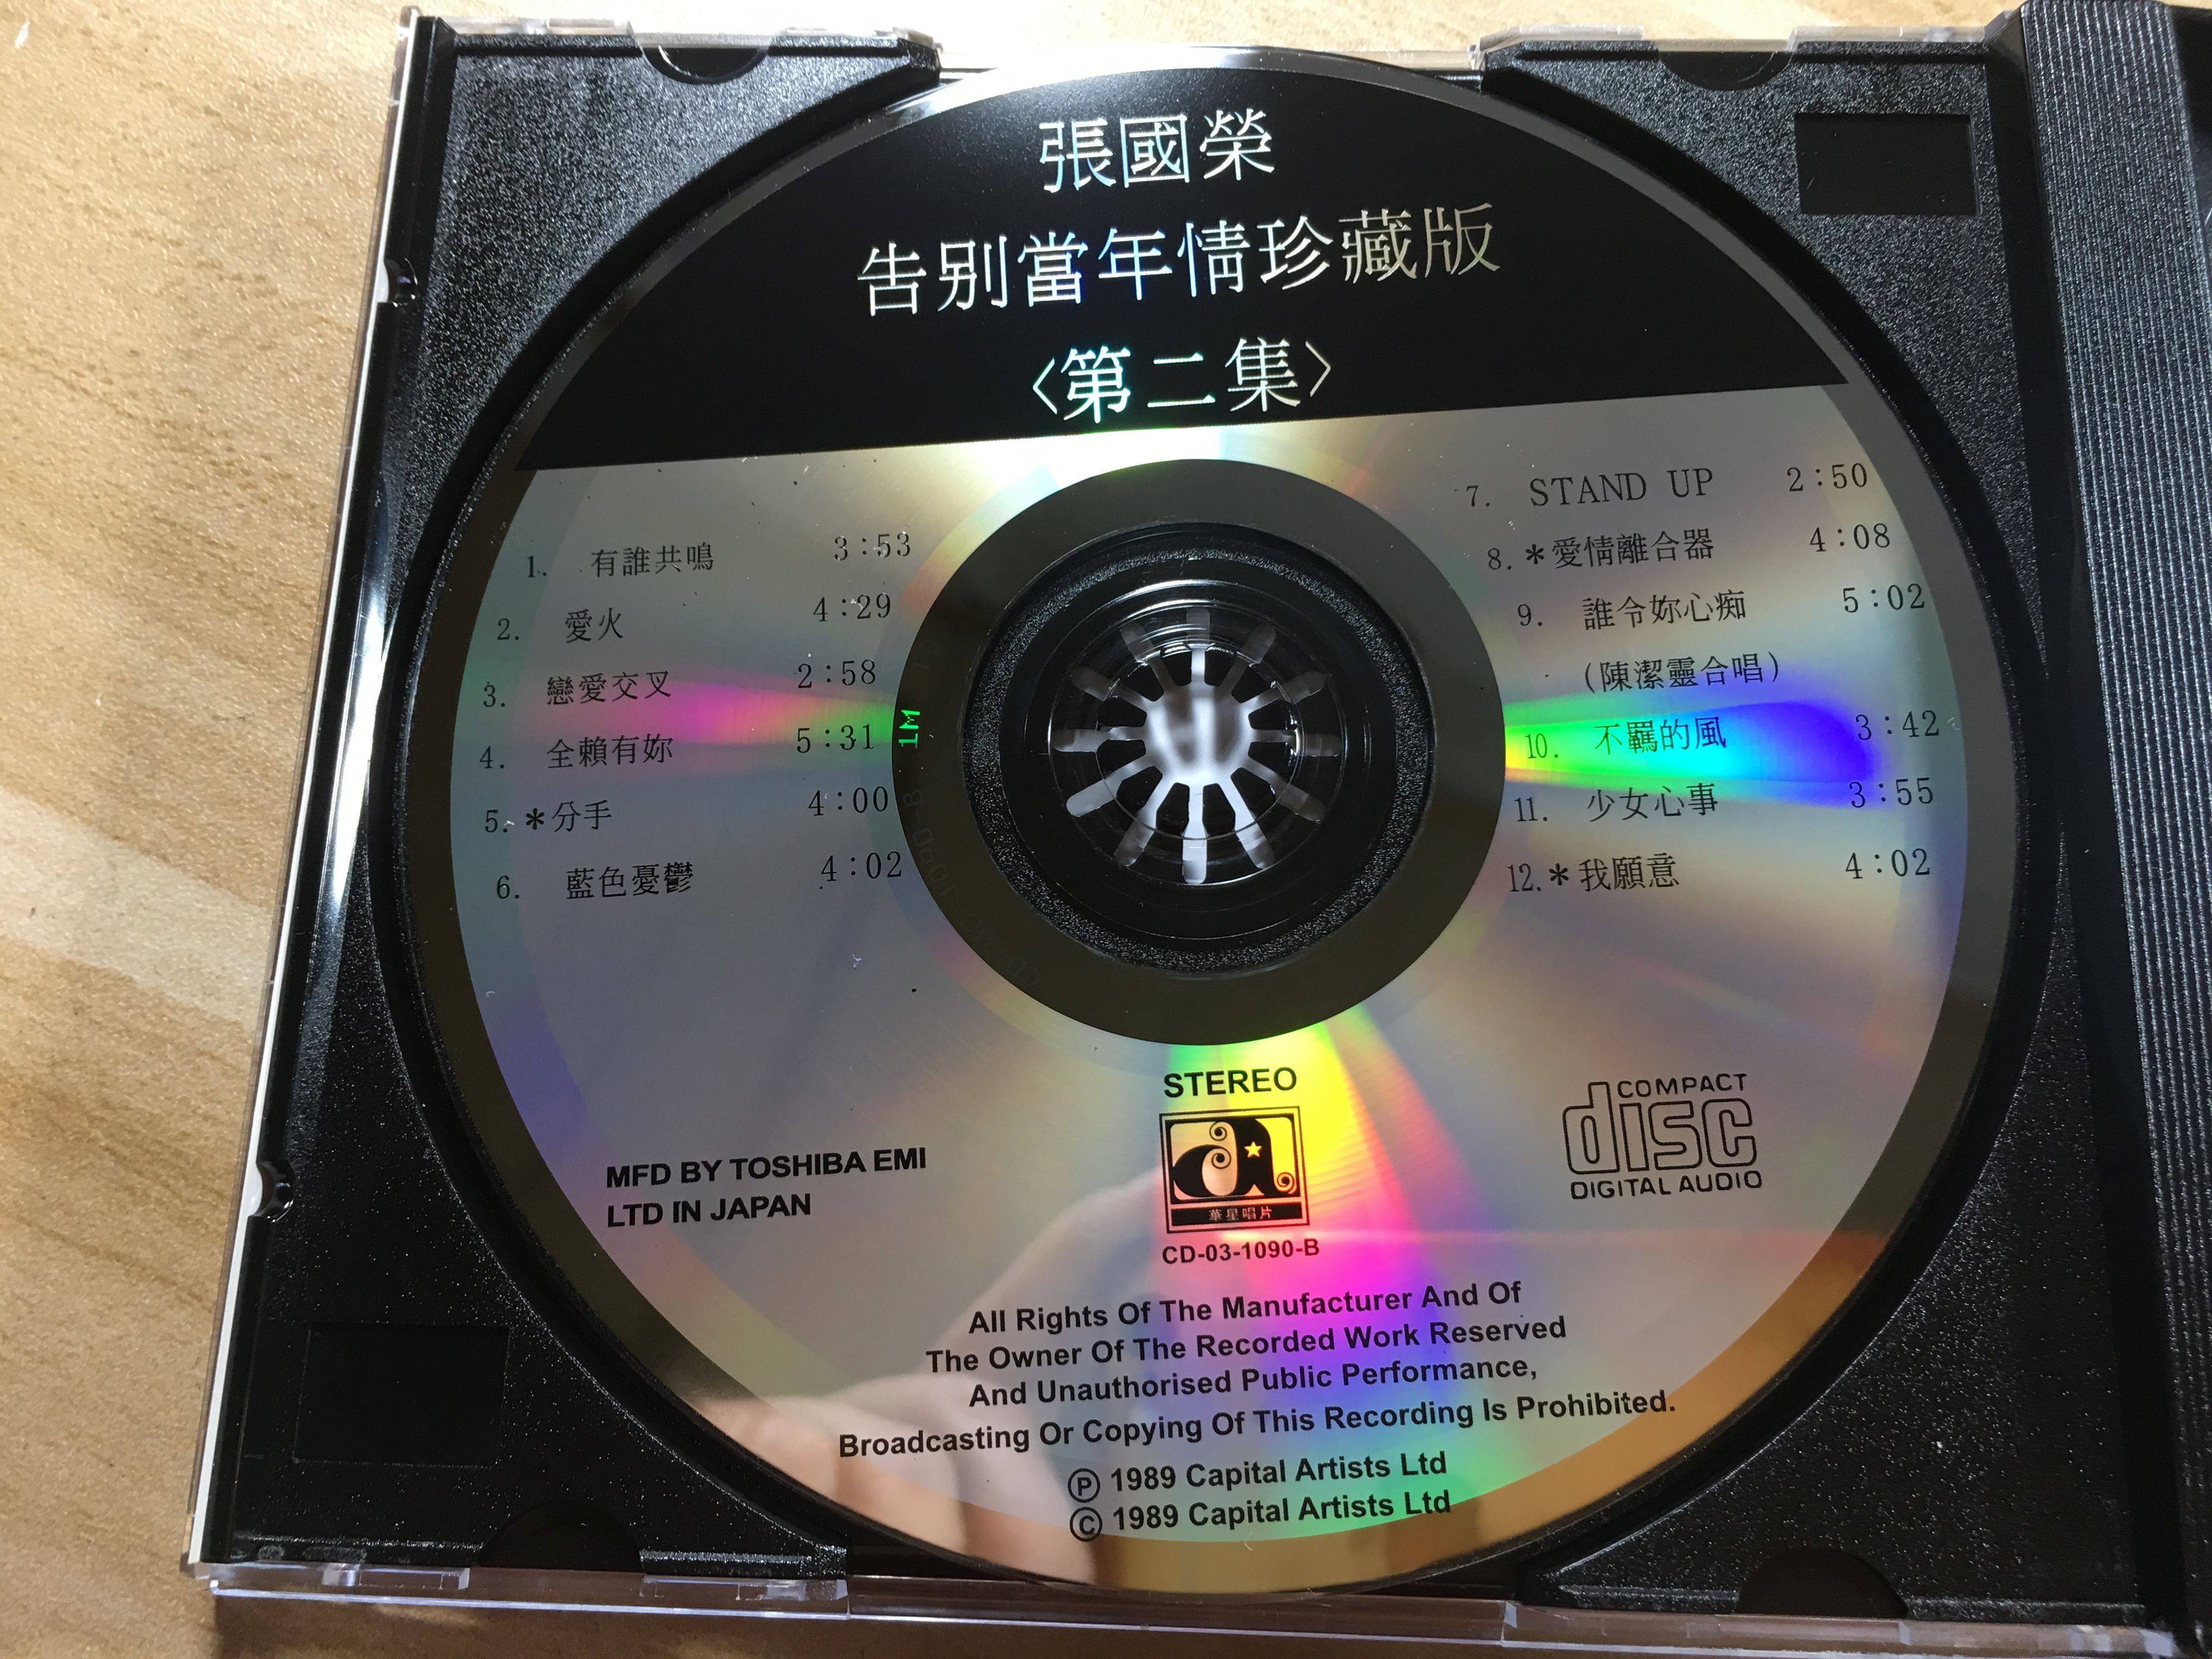 張國榮
告别當年情珍藏版
〈第二集〉
1. 有誰共鳴 3:53
2. 愛火 4:29
3. 戀愛交叉 2:58
4. 全賴有妳 5:31
5. *分手 4:00
6. 藍色憂鬱 4:02
7. STAND UP 2:50
8. *愛情離合器 4:08
9. 誰令妳心痴 5:02
(陳潔靈合唱)
10. 不羈的風 3:42
11. 少女心事 3:55
12. *我願意 4:02
1M
STEREO
華星唱片
CD-03-1090-B
MFD BY TOSHIBA EMI
LTD IN JAPAN
COMPACT
disc
DIGITAL AUDIO
All Rights Of The Manufacturer And Of
The Owner Of The Recorded Work Reserved
And Unauthorised Public Performance,
Broadcasting Or Copying Of This Recording Is Prohibited.
Ⓟ 1989 Capital Artists Ltd
© 1989 Capital Artists Ltd